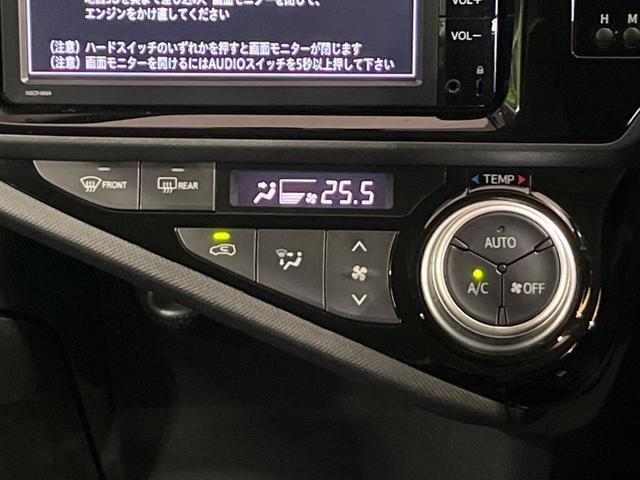 エンジンをかけ直してください
VOL+
(注意) ハードスイッチのいずれかを押すと画面モニターが閉じます
VOL-
(注意) 画面モニターを開けるにはAUDIOスイッチを5秒以上押して下さい
H M
FRONT
REAR
25.5
TEMP
AUTO
A/C
OFF